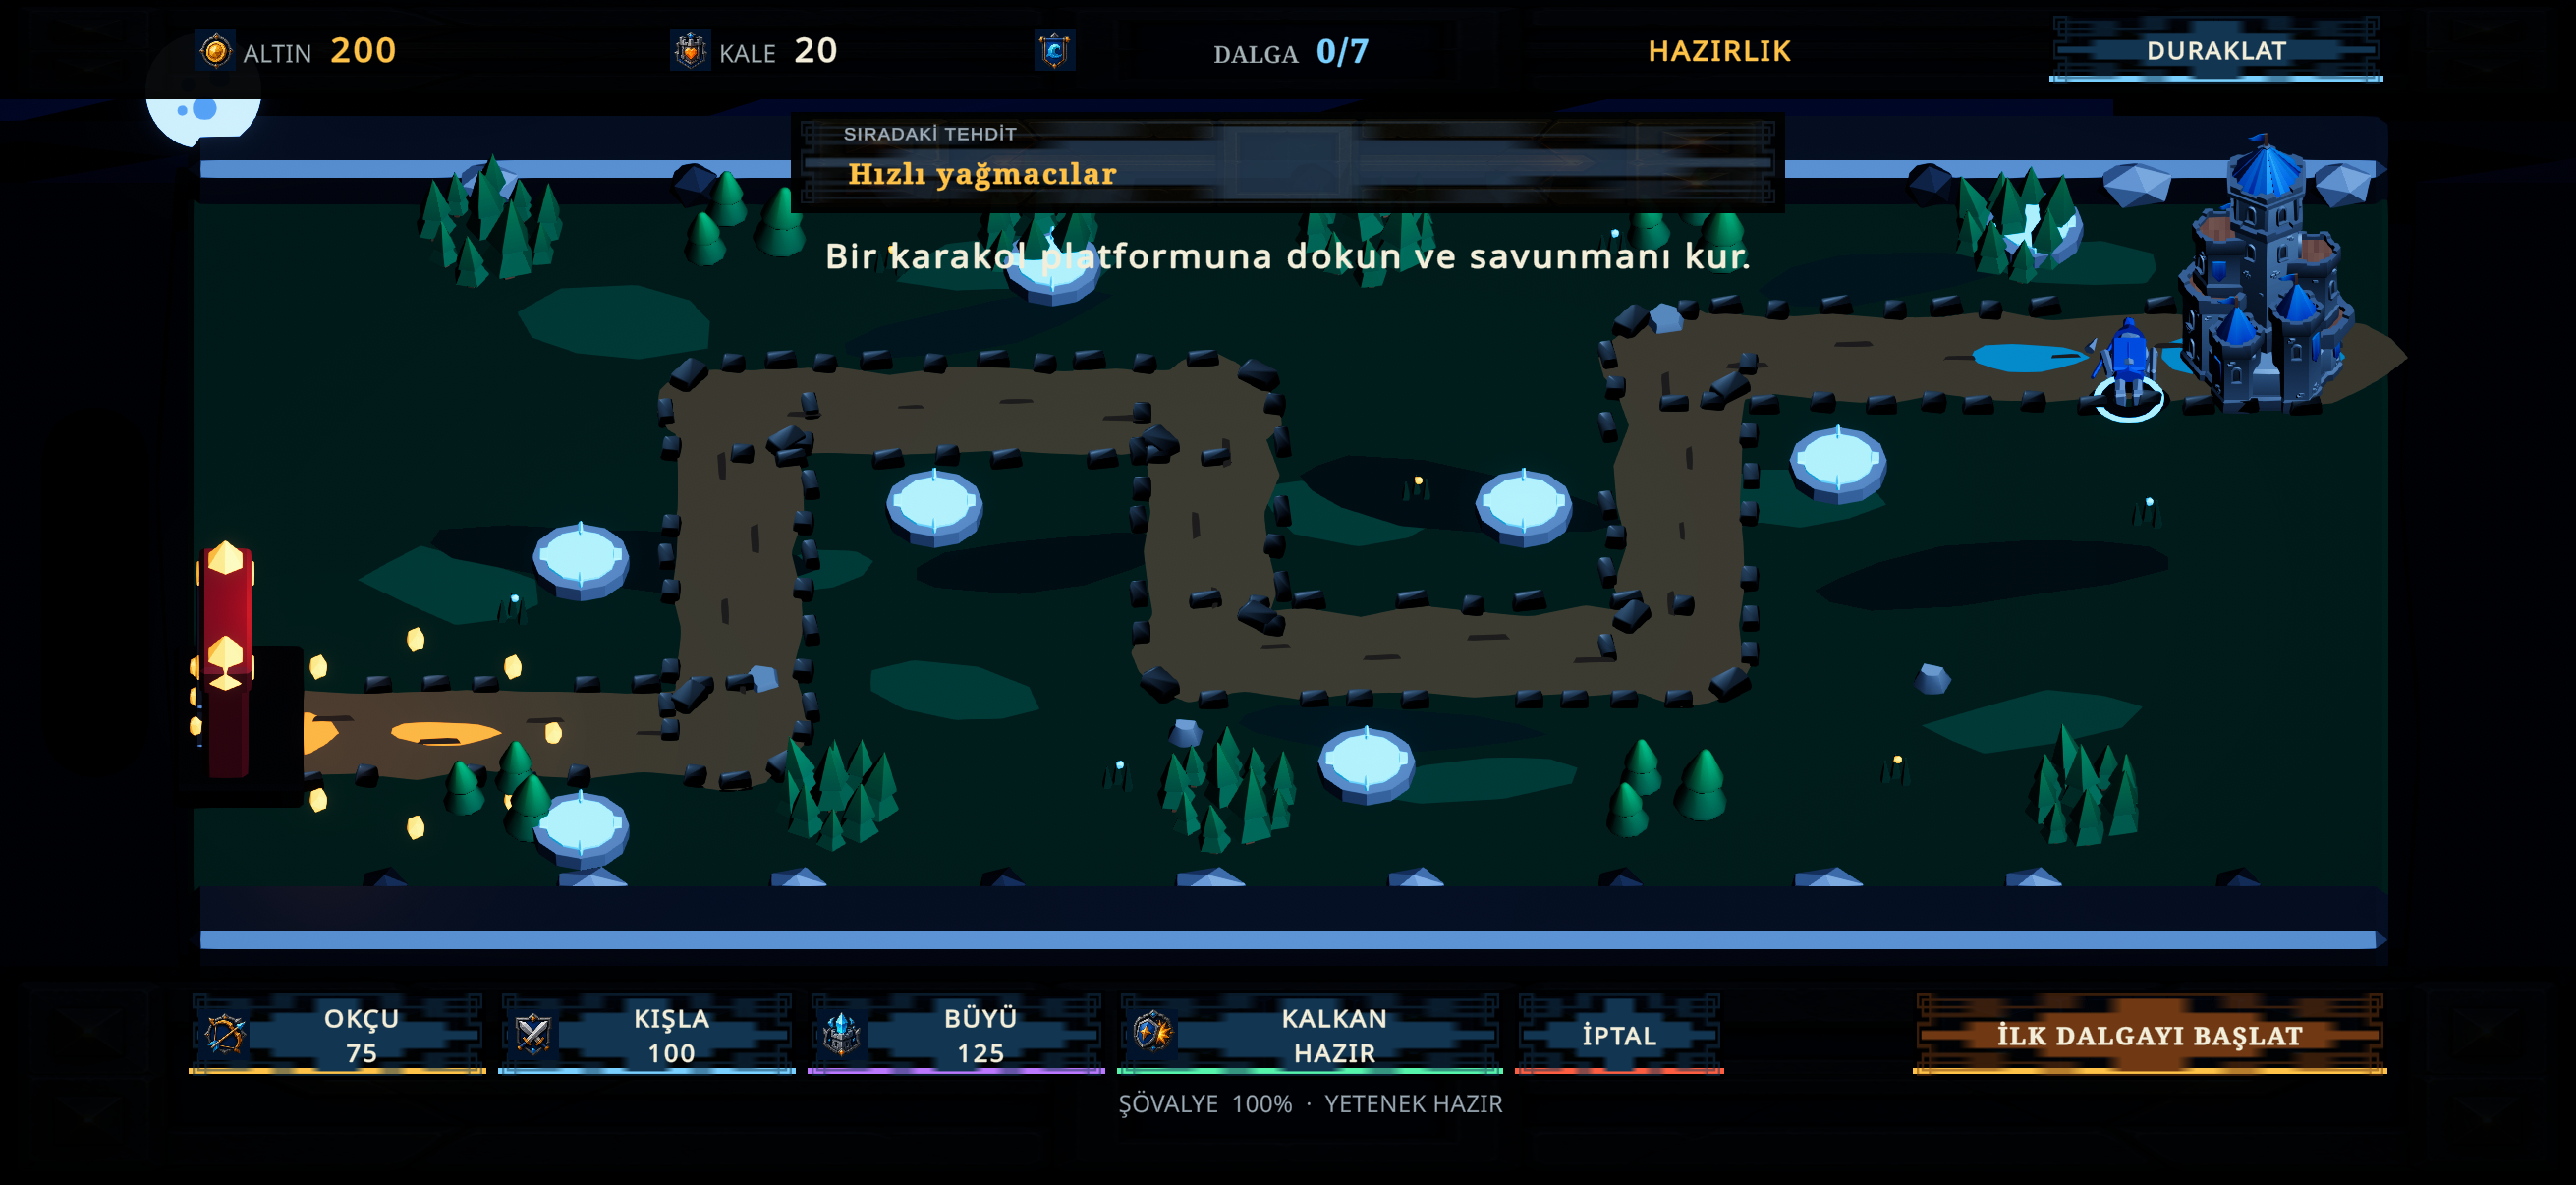 ALTIN 200
KALE 20
DALGA 0/7
HAZIRLIK
DURAKLAT
SIRADAKİ TEHDİT
Hızlı yağmacılar
Bir karakol platformuna dokun ve savunmanı kur.
OKÇU
75
KIŞLA
100
BÜYÜ
125
KALKAN
HAZIR
İPTAL
İLK DALGAYI BAŞLAT
ŞÖVALYE 100% · YETENEK HAZIR